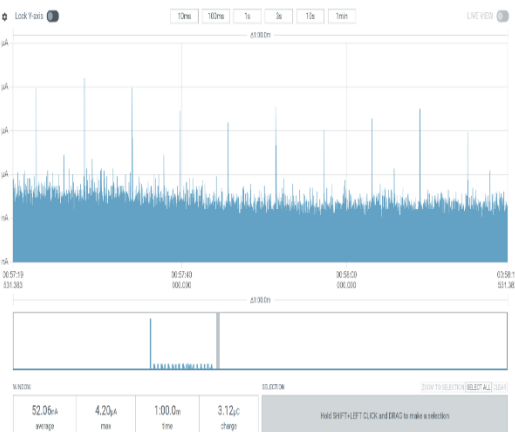 Lock Y-axis
10ms 100ms 1s 3s 10s 1min
LIVE VIEW
Δ1:00.0m
µA
µA
µA
µA
nA
nA
00:57:19 00:57:40 00:58:00
531.383 000.000 000.000
Δ1:00.0m
WINDOW
SELECTION
ZOOM TO SELECTION SELECT ALL CLEAR
52.06nA 4.20µA 1:00.0m 3.12µC
average max time charge
Hold SHIFT+LEFT CLICK and DRAG to make a selection